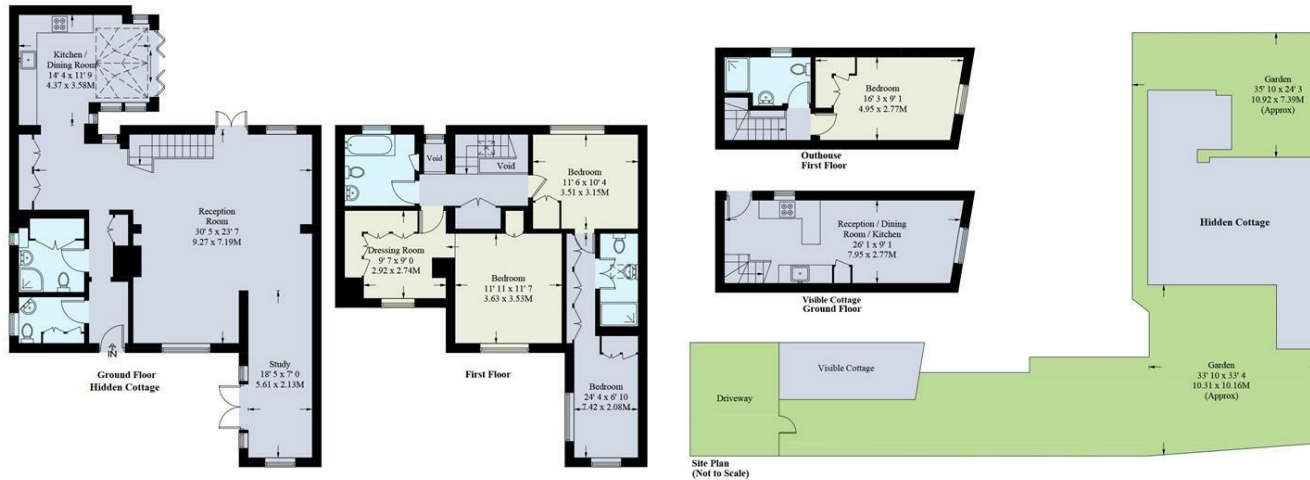 Kitchen /
Dining Room
14' 4 x 11' 9
4.37 x 3.58M
Reception
Room
30' 5 x 23' 7
9.27 x 7.19M
Study
18' 5 x 7' 0
5.61 x 2.13M
IN
Ground Floor
Hidden Cottage
Void
Void
Bedroom
11' 6 x 10' 4
3.51 x 3.15M
Dressing Room
9' 7 x 9' 0
2.92 x 2.74M
Bedroom
11' 11 x 11' 7
3.63 x 3.53M
Bedroom
24' 4 x 6' 10
7.42 x 2.08M
First Floor
Bedroom
16' 3 x 9' 1
4.95 x 2.77M
Outhouse
First Floor
Reception / Dining
Room / Kitchen
26' 1 x 9' 1
7.95 x 2.77M
Visible Cottage
Ground Floor
Garden
35' 10 x 24' 3
10.92 x 7.39M
(Approx)
Hidden Cottage
Garden
33' 10 x 33' 4
10.31 x 10.16M
(Approx)
Visible Cottage
Driveway
Site Plan
(Not to Scale)